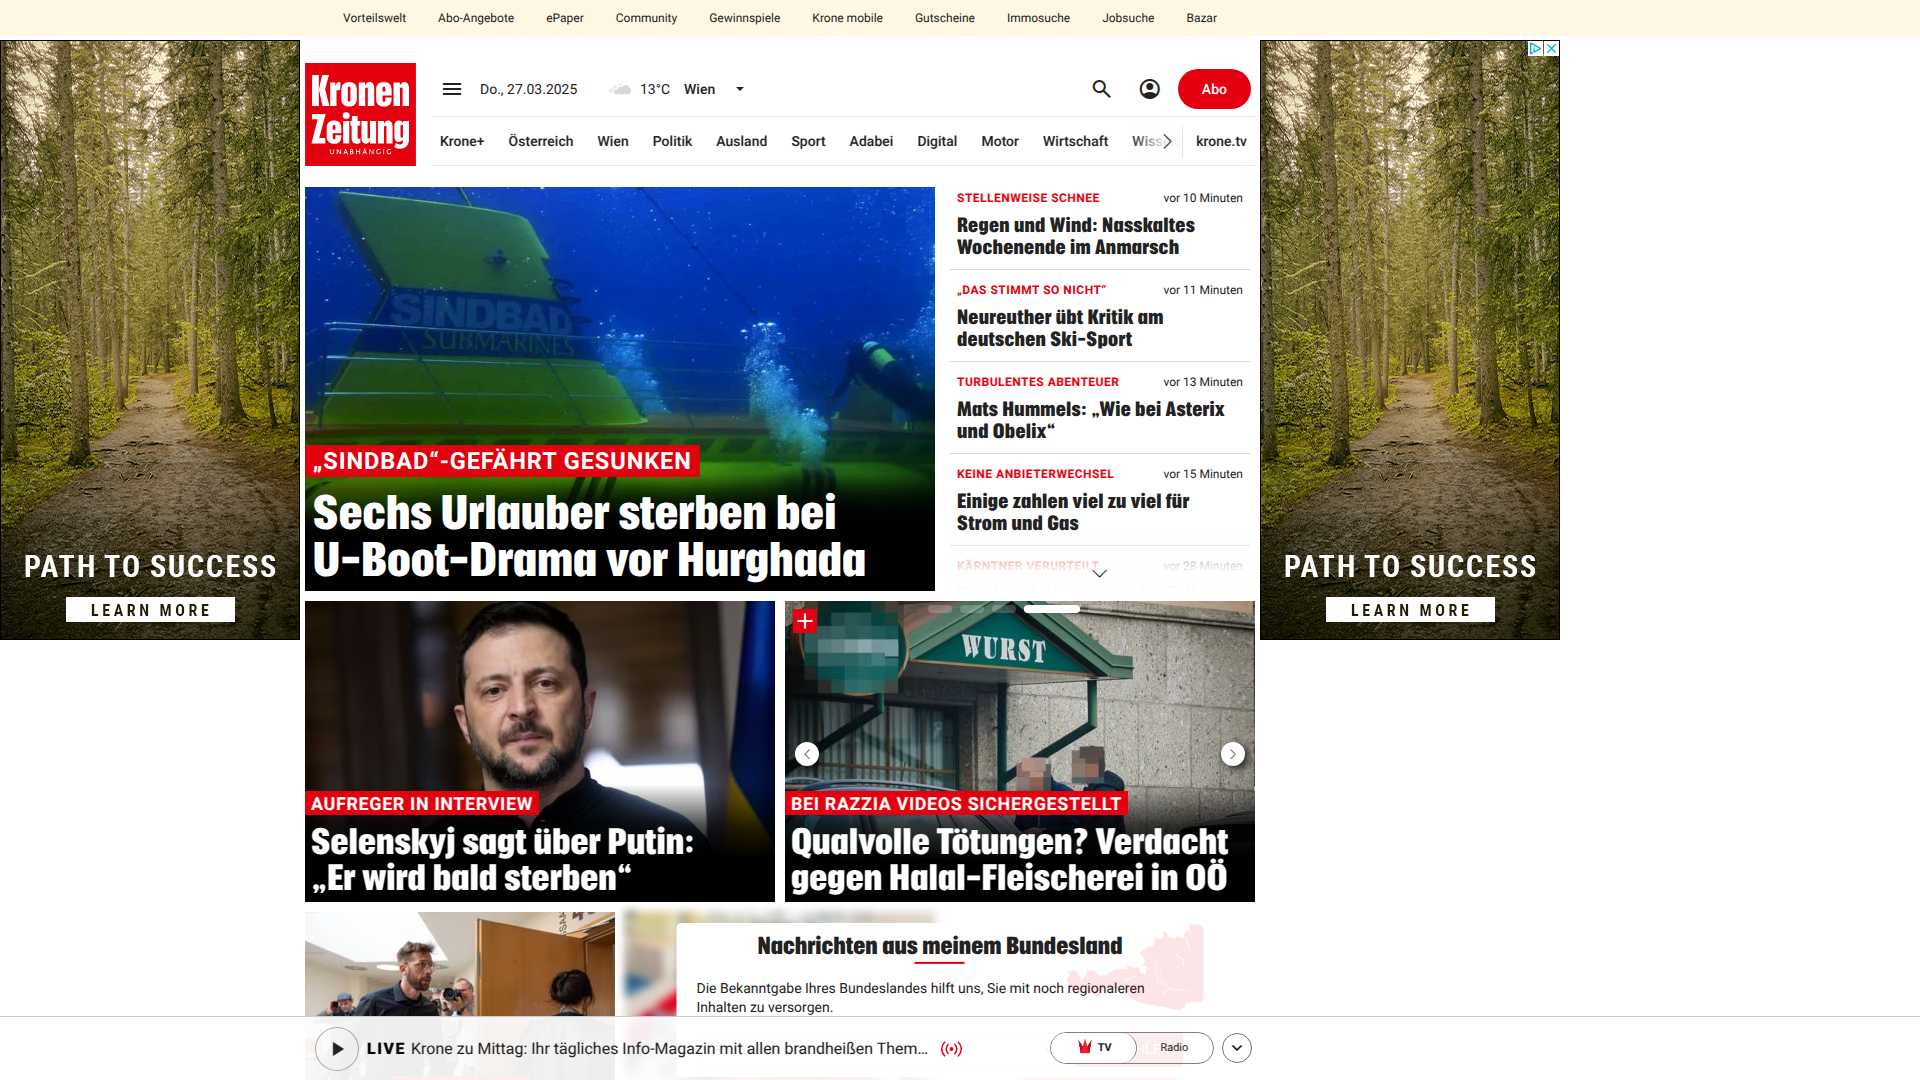 Vorteilswelt Abo-Angebote ePaper Community Gewinnspiele Krone mobile Gutscheine Immosuche Jobsuche Bazar
Kronen
Zeitung
UNABHÄNGIG
Do., 27.03.2025 13°C Wien
Abo
Krone+ Österreich Wien Politik Ausland Sport Adabei Digital Motor Wirtschaft Wiss krone.tv
SINDBAD
SUBMARINES
„SINDBAD“-GEFÄHRT GESUNKEN
Sechs Urlauber sterben bei
U-Boot-Drama vor Hurghada
STELLENWEISE SCHNEE vor 10 Minuten
Regen und Wind: Nasskaltes
Wochenende im Anmarsch
„DAS STIMMT SO NICHT“ vor 11 Minuten
Neureuther übt Kritik am
deutschen Ski-Sport
TURBULENTES ABENTEUER vor 13 Minuten
Mats Hummels: „Wie bei Asterix
und Obelix“
KEINE ANBIETERWECHSEL vor 15 Minuten
Einige zahlen viel zu viel für
Strom und Gas
KÄRNTNER VERURTEILT vor 28 Minuten
PATH TO SUCCESS
LEARN MORE
PATH TO SUCCESS
LEARN MORE
AUFREGER IN INTERVIEW
Selenskyj sagt über Putin:
„Er wird bald sterben“
WURST
BEI RAZZIA VIDEOS SICHERGESTELLT
Qualvolle Tötungen? Verdacht
gegen Halal-Fleischerei in OÖ
Nachrichten aus meinem Bundesland
Die Bekanntgabe Ihres Bundeslandes hilft uns, Sie mit noch regionaleren
Inhalten zu versorgen.
LIVE Krone zu Mittag: Ihr tägliches Info-Magazin mit allen brandheißen Them...
TV Radio